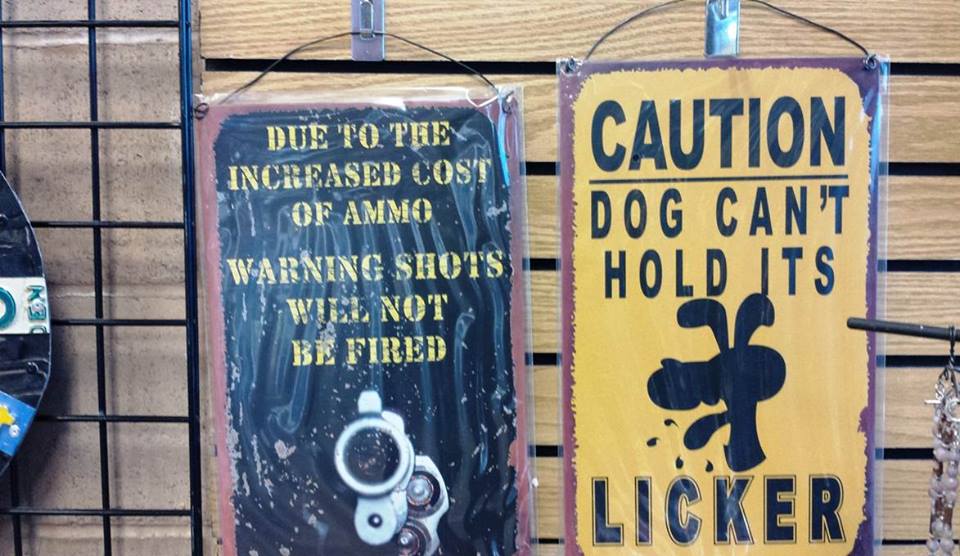 DUE TO THE
INCREASED COST
OF AMMO
WARNING SHOTS
WILL NOT
BE FIRED
CAUTION
DOG CAN'T
HOLD ITS
LICKER